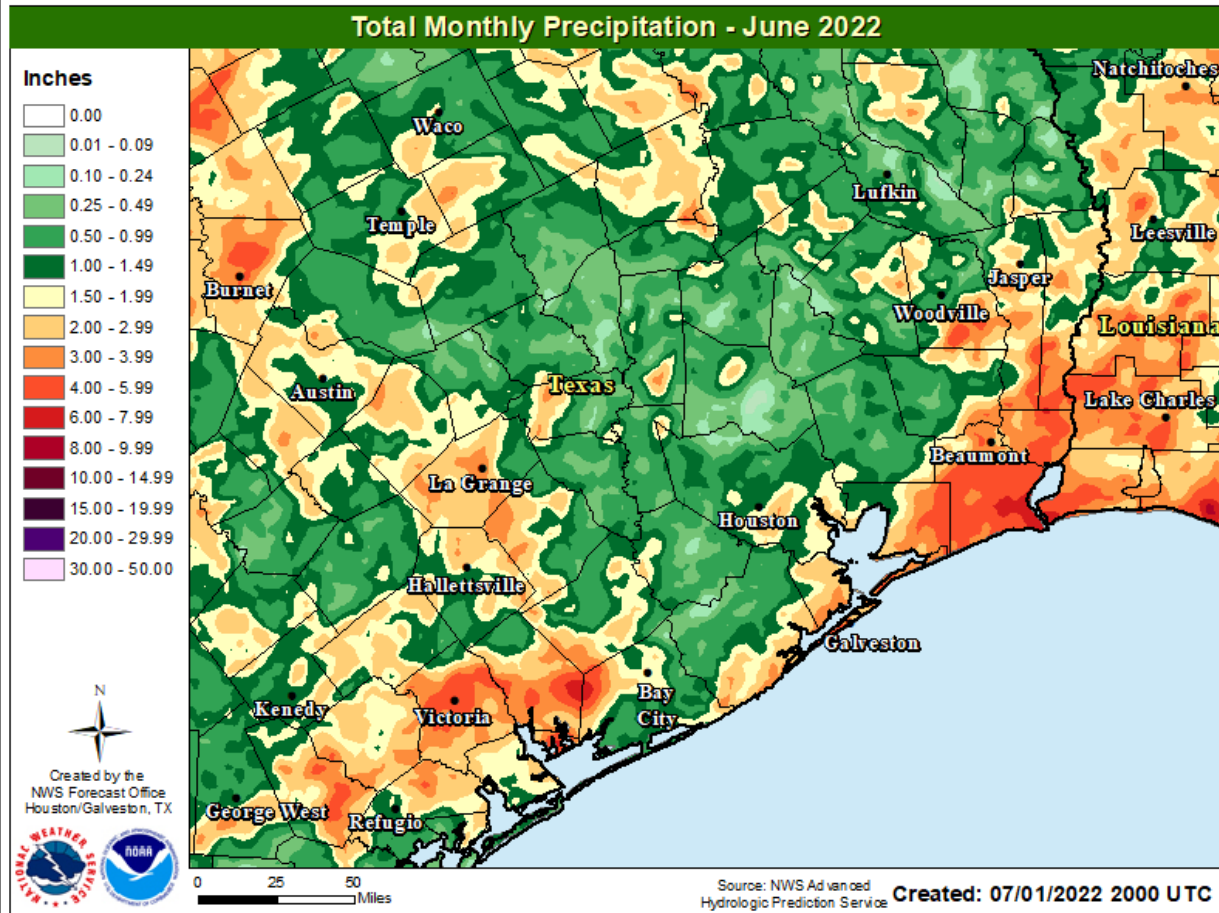 Total Monthly Precipitation - June 2022
Inches
0.00
0.01 - 0.09
0.10 - 0.24
0.25 - 0.49
0.50 - 0.99
1.00 - 1.49
1.50 - 1.99
2.00 - 2.99
3.00 - 3.99
4.00 - 5.99
6.00 - 7.99
8.00 - 9.99
10.00 - 14.99
15.00 - 19.99
20.00 - 29.99
30.00 - 50.00
Natchitoches
Waco
Lufkin
Temple
Leesville
Jasper
Burnet
Woodville
Louisiana
Texas
Austin
Lake Charles
Beaumont
La Grange
Houston
Hallettsville
Galveston
Kenedy
Victoria
Bay
City
George West
Refugio
N
Created by the
NWS Forecast Office
Houston/Galveston, TX
NATIONAL WEATHER SERVICE
NOAA
0 25 50
Miles
Source: NWS Advanced
Hydrologic Prediction Service
Created: 07/01/2022 2000 UTC